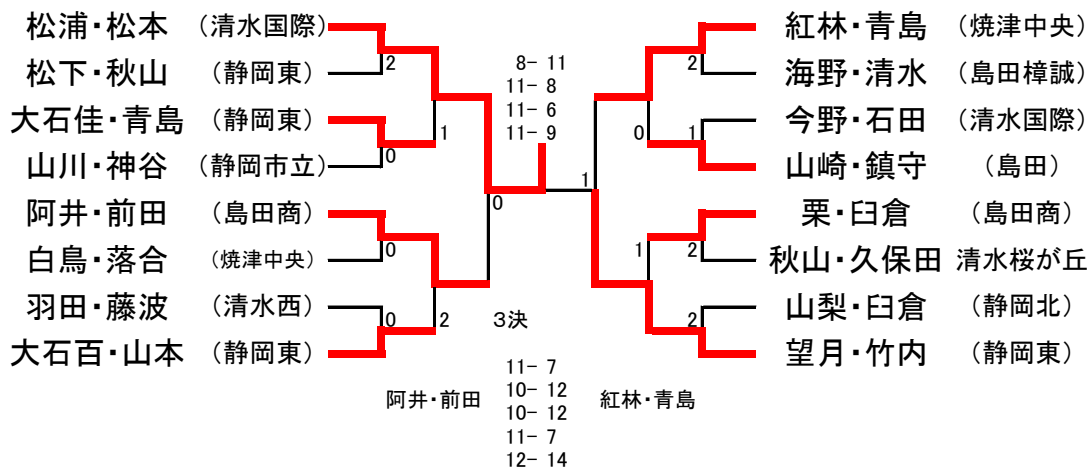 松浦・松本 （清水国際）
松下・秋山 （静岡東）
2
大石佳・青島 （静岡東）
1
山川・神谷 （静岡市立）
0
阿井・前田 （島田商）
0
白鳥・落合 （焼津中央）
0
羽田・藤波 （清水西）
0
2
大石百・山本 （静岡東）
8- 11
11- 8
11- 6
11- 9
1
紅林・青島 （焼津中央）
2
海野・清水 （島田樟誠）
0
1
今野・石田 （清水国際）
山崎・鎮守 （島田）
栗・臼倉 （島田商）
1
2
秋山・久保田 清水桜が丘
山梨・臼倉 （静岡北）
2
望月・竹内 （静岡東）
３決
阿井・前田
11- 7
10- 12
10- 12
11- 7
12- 14
紅林・青島